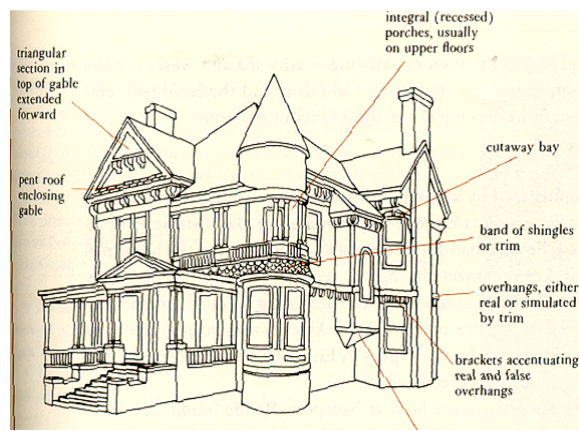 integral (recessed)
porches, usually
on upper floors
triangular
section in
top of gable
extended
forward
cutaway bay
pent roof
enclosing
gable
band of shingles
or trim
overhangs, either
real or simulated
by trim
brackets accentuating
real and false
overhangs